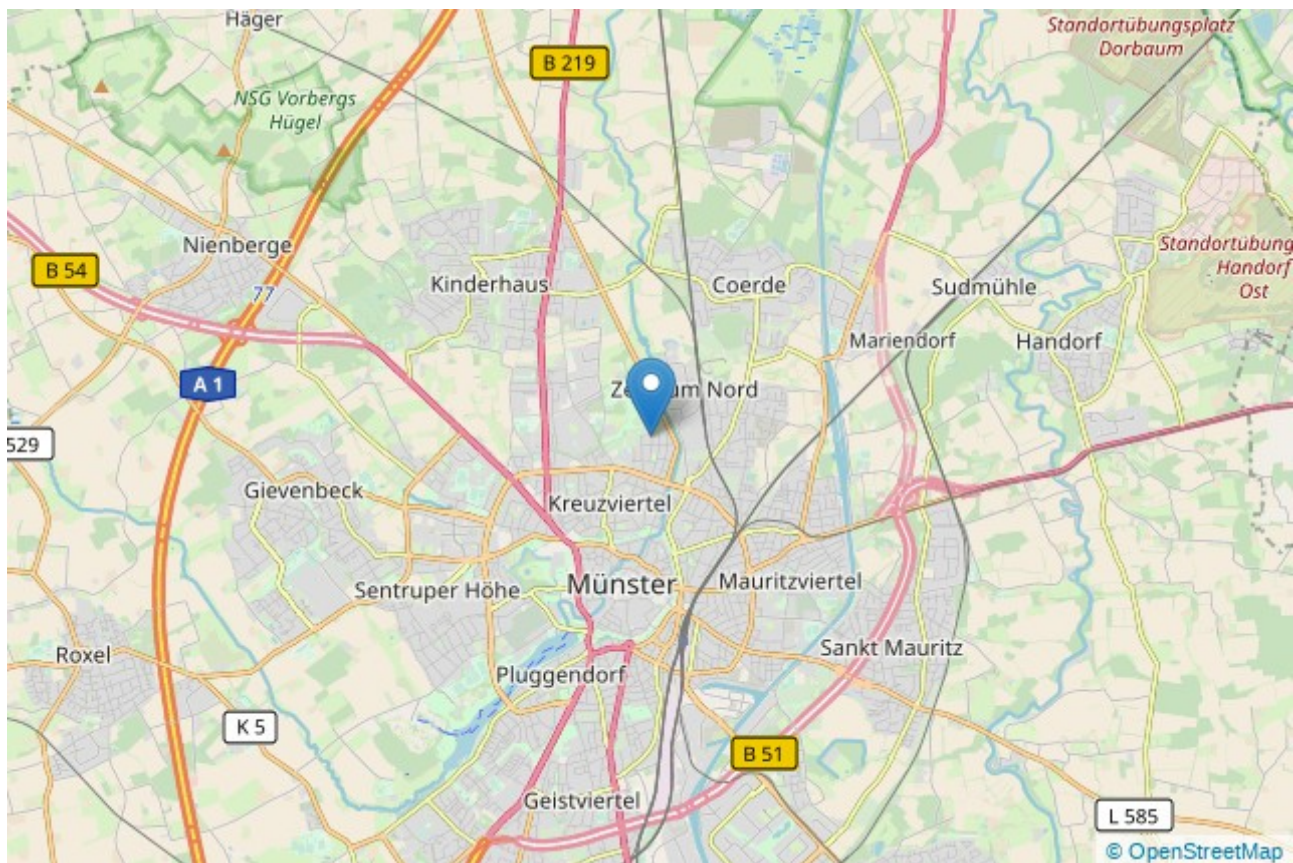 Häger
Standortübungsplatz
Dorbaum
B 219
NSG Vorbergs
Hügel
Nienberge
B 54
77
Kinderhaus
Coerde
Sudmühle
Standortübung
Handorf
Ost
Mariendorf
Handorf
A 1
Nord
529
Gievenbeck
Kreuzviertel
Sentruper Höhe
Münster
Mauritzviertel
Roxel
Pluggendorf
Sankt Mauritz
K 5
B 51
Geistviertel
L 585
© OpenStreetMap